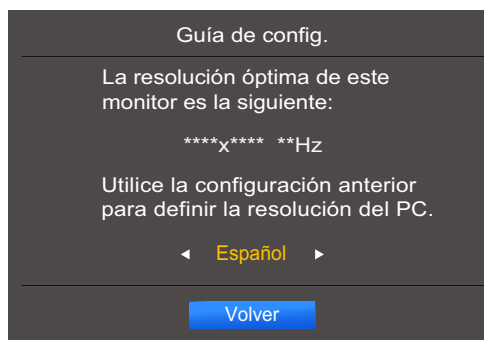 Guía de config.
La resolución óptima de este
monitor es la siguiente:
****x**** **Hz
Utilice la configuración anterior
para definir la resolución del PC.
Español
Volver